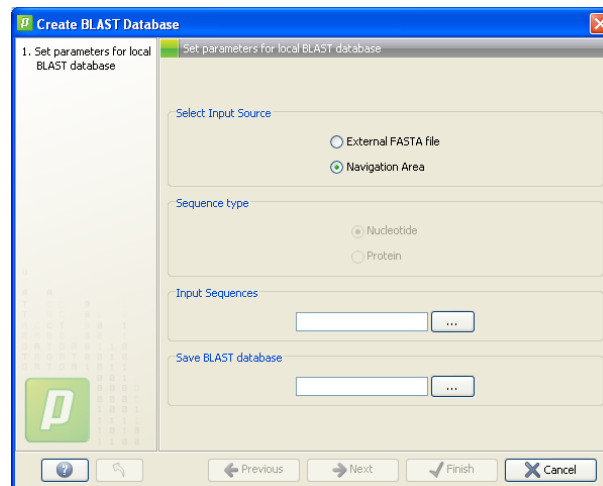 Create BLAST Database
1. Set parameters for local
BLAST database
Set parameters for local BLAST database
Select Input Source
External FASTA file
Navigation Area
Sequence type
Nucleotide
Protein
Input Sequences
...
Save BLAST database
...
Previous
Next
Finish
Cancel